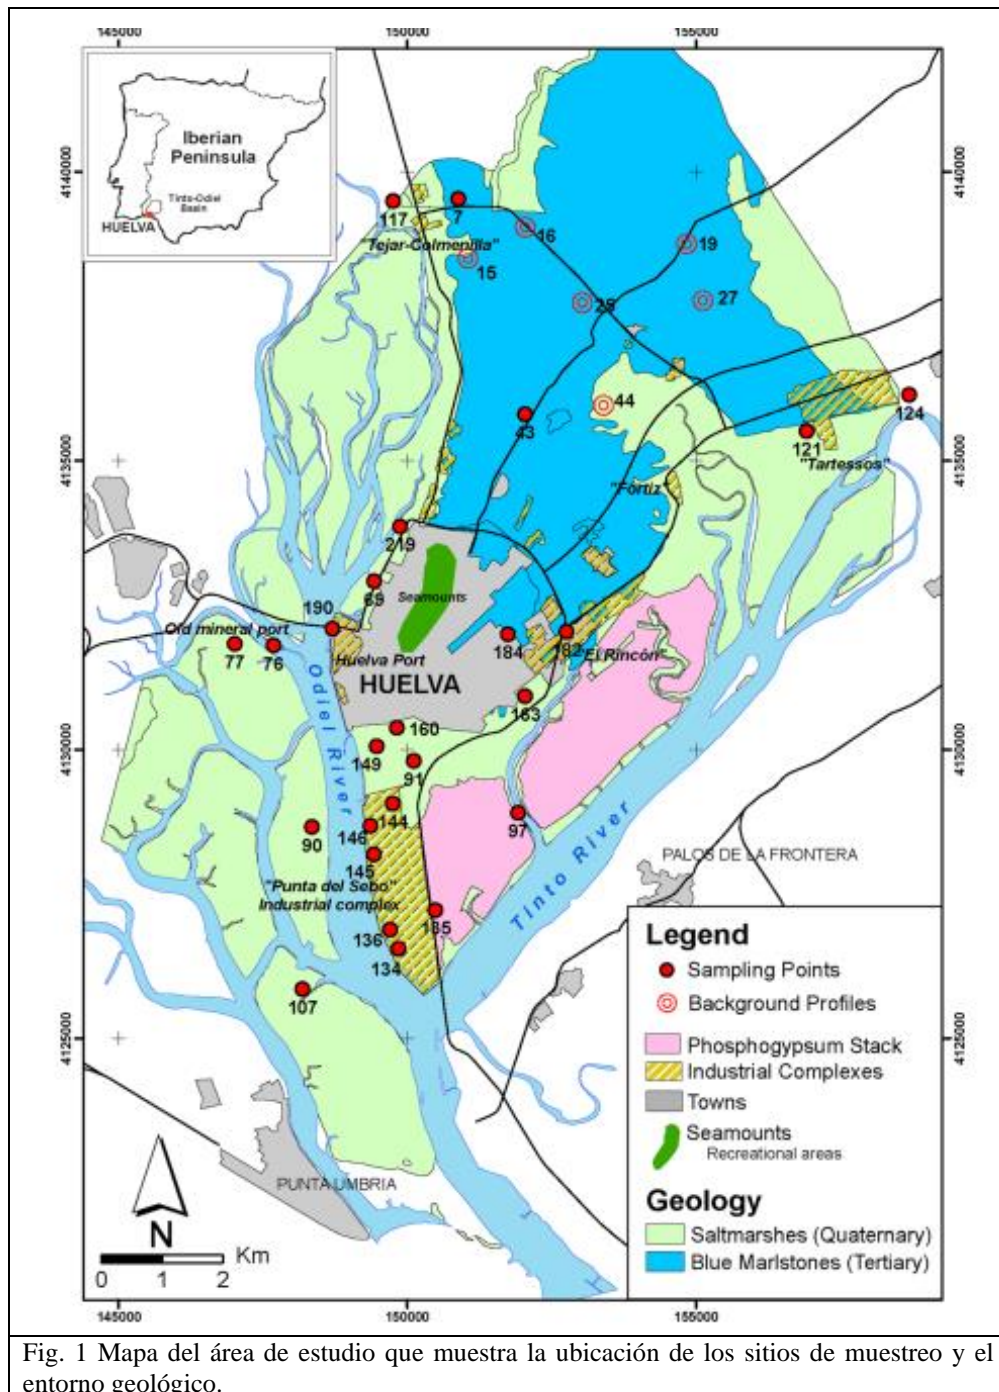 145000 150000 155000
Iberian
Peninsula
Tinto-Odiel
Basin
HUELVA
4140000 4140000
117
7
16
"Tejar-Colmenilla"
15
19
28
27
44
43
124
121
"Tartessos"
4135000 4135000
"Fortiz"
219
69
Seamounts
190
Old mineral port
77
76
Huelva Port
HUELVA
184
182
"El Rincón"
163
Odiel River
160
149
91
4130000 4130000
144
146
90
97
145
PALOS DE LA FRONTERA
"Punta del Sebo"
Industrial complex
Tinto River
135
136
134
107
4125000 4125000
PUNTA UMBRIA
N
Km
0 1 2
Legend
Sampling Points
Background Profiles
Phosphogypsum Stack
Industrial Complexes
Towns
Seamounts
Recreational areas
Geology
Saltmarshes (Quaternary)
Blue Marlstones (Tertiary)
145000 150000 155000
Fig. 1 Mapa del área de estudio que muestra la ubicación de los sitios de muestreo y el
entorno geológico.